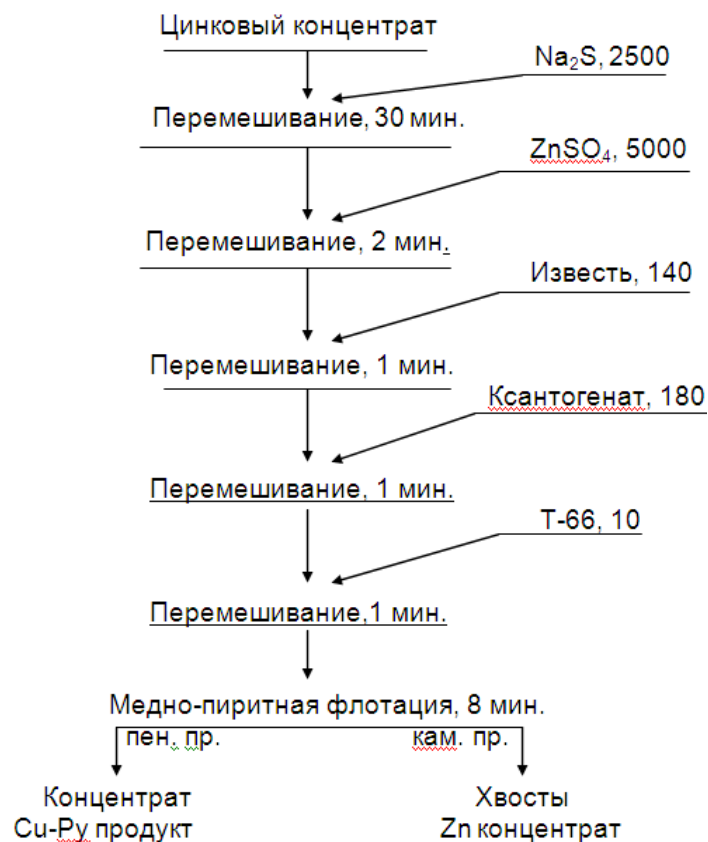 Цинковый концентрат
Na₂S, 2500
Перемешивание, 30 мин.
ZnSO₄, 5000
Перемешивание, 2 мин.
Известь, 140
Перемешивание, 1 мин.
Ксантогенат, 180
Перемешивание, 1 мин.
Т-66, 10
Перемешивание,1 мин.
Медно-пиритная флотация, 8 мин.
пен. пр. кам. пр.
Концентрат Хвосты
Cu-Py продукт Zn концентрат